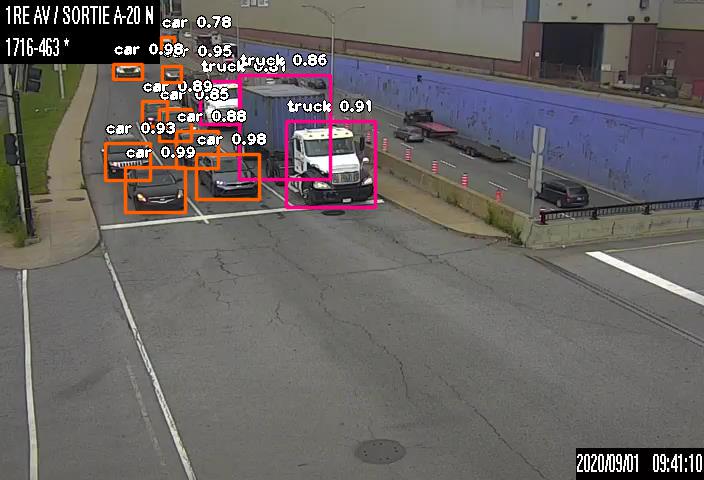 1RE AV / SORTIE A-20 N
1716-463 *
car 0.78
car 0.98
car 0.95
truck 0.86
car 0.89
car 0.85
truck 0.91
car 0.88
car 0.93
car 0.98
car 0.99
2020/09/01 09:41:10